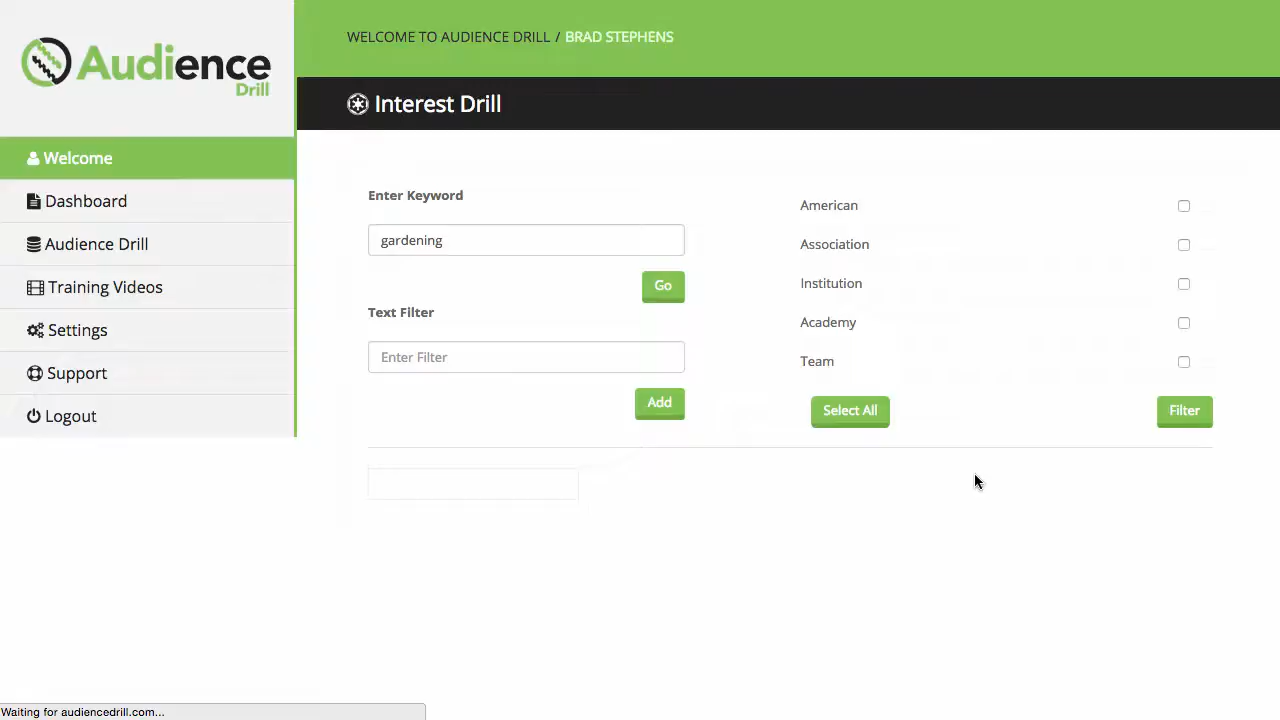 Audience
Drill
WELCOME TO AUDIENCE DRILL / BRAD STEPHENS
Interest Drill
Welcome
Dashboard
Audience Drill
Training Videos
Settings
Support
Logout
Enter Keyword
gardening
Go
Text Filter
Enter Filter
Add
American
Association
Institution
Academy
Team
Select All
Filter
Waiting for audiencedrill.com...